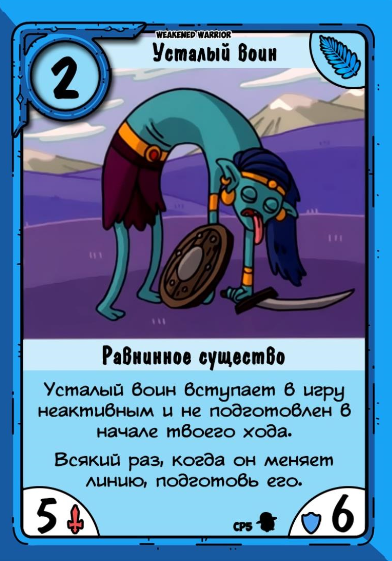 WEAKENED WARRIOR
2
Усталый воин
Равнинное существо
Усталый воин вступает в игру
неактивным и не подготовлен в
начале твоего хода.
Всякий раз, когда он меняет
линию, подготовь его.
5
CP5
6